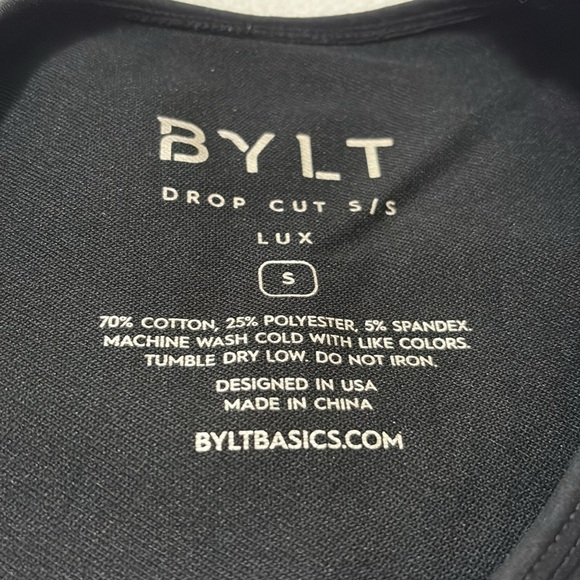 BYLT
DROP CUT S/S
LUX
S
70% COTTON, 25% POLYESTER, 5% SPANDEX.
MACHINE WASH COLD WITH LIKE COLORS.
TUMBLE DRY LOW. DO NOT IRON.
DESIGNED IN USA
MADE IN CHINA
BYLTBASICS.COM